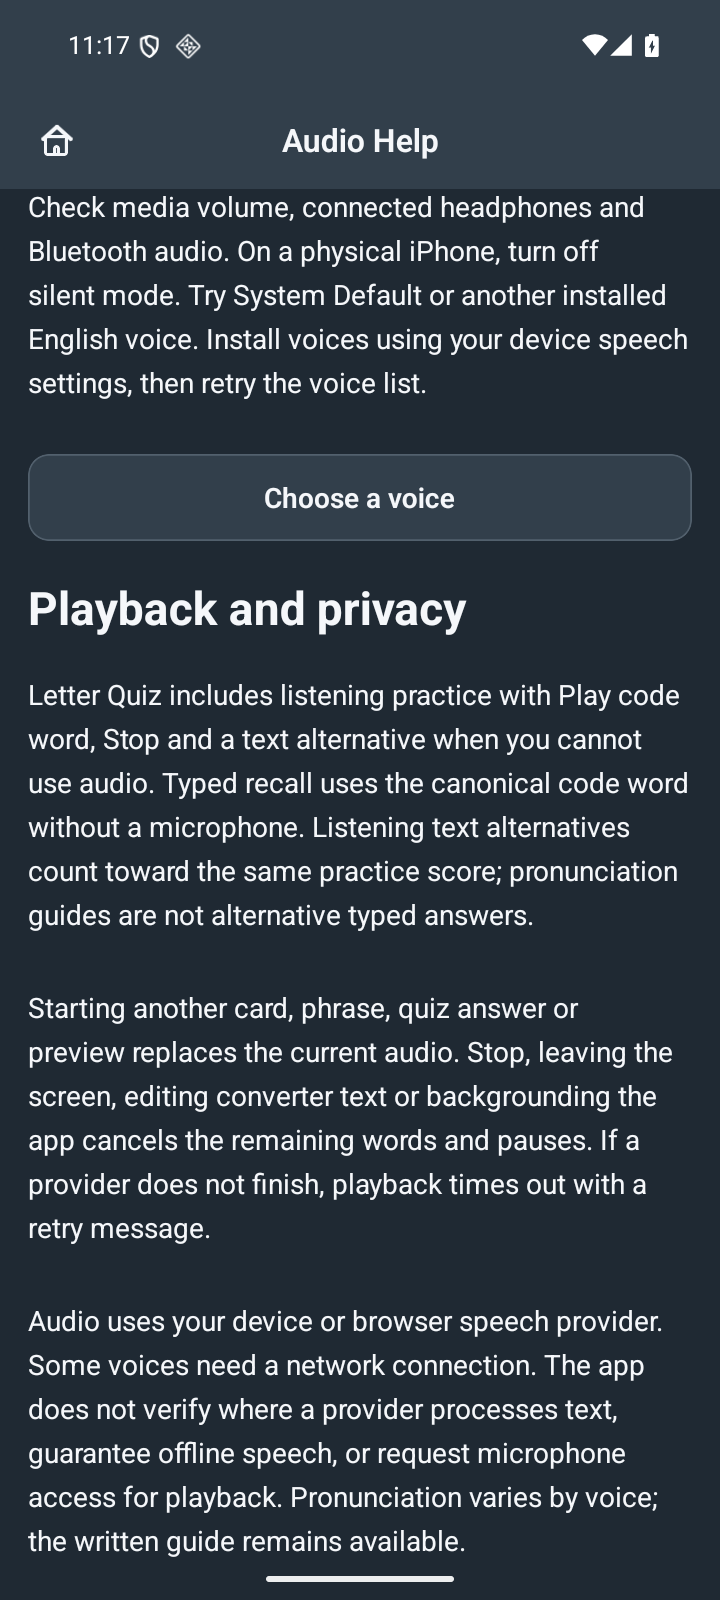 11:17
Audio Help
Check media volume, connected headphones and
Bluetooth audio. On a physical iPhone, turn off
silent mode. Try System Default or another installed
English voice. Install voices using your device speech
settings, then retry the voice list.
Choose a voice
Playback and privacy
Letter Quiz includes listening practice with Play code
word, Stop and a text alternative when you cannot
use audio. Typed recall uses the canonical code word
without a microphone. Listening text alternatives
count toward the same practice score; pronunciation
guides are not alternative typed answers.
Starting another card, phrase, quiz answer or
preview replaces the current audio. Stop, leaving the
screen, editing converter text or backgrounding the
app cancels the remaining words and pauses. If a
provider does not finish, playback times out with a
retry message.
Audio uses your device or browser speech provider.
Some voices need a network connection. The app
does not verify where a provider processes text,
guarantee offline speech, or request microphone
access for playback. Pronunciation varies by voice;
the written guide remains available.